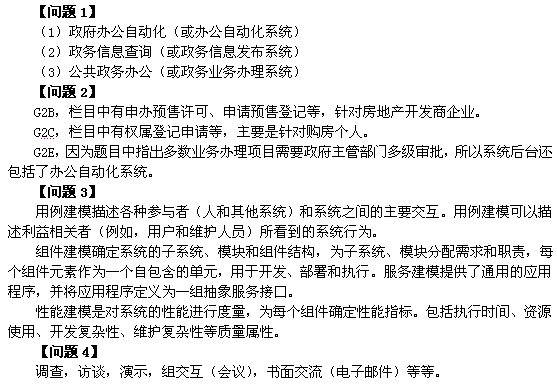 【问题1】
（1）政府办公自动化（或办公自动化系统）
（2）政务信息查询（或政务信息发布系统）
（3）公共政务办公（或政务业务办理系统）
【问题2】
G2B，栏目中有申办预售许可、申请预售登记等，针对房地产开发商企业。
G2C，栏目中有权属登记申请等，主要是针对购房个人。
G2E，因为题目中指出多数业务办理项目需要政府主管部门多级审批，所以系统后台还
包括了办公自动化系统。
【问题3】
用例建模描述各种参与者（人和其他系统）和系统之间的主要交互。用例建模可以描
述利益相关者（例如，用户和维护人员）所看到的系统行为。
组件建模确定系统的子系统、模块和组件结构，为子系统、模块分配需求和职责，每
个组件元素作为一个自包含的单元，用于开发、部署和执行。服务建模提供了通用的应用
程序，并将应用程序定义为一组抽象服务接口。
性能建模是对系统的性能进行度量，为每个组件确定性能指标。包括执行时间、资源
使用、开发复杂性、维护复杂性等质量属性。
【问题4】
调查，访谈，演示，组交互（会议），书面交流（电子邮件）等等。